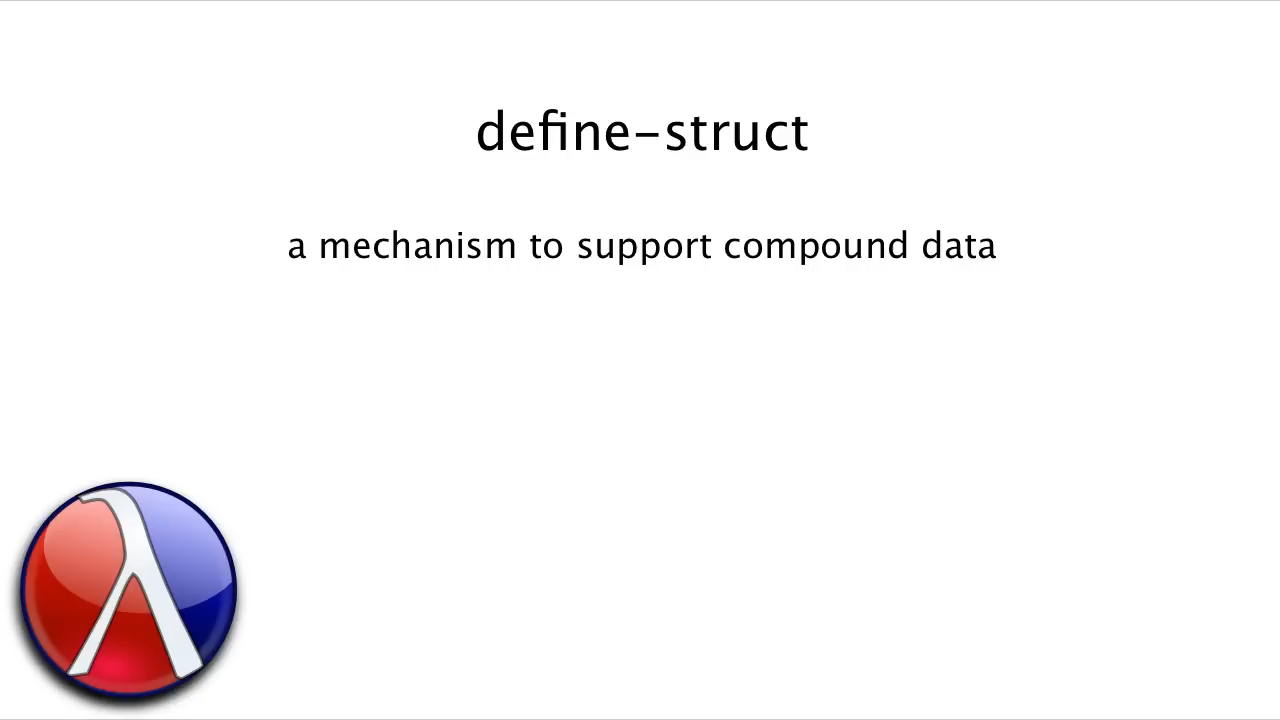 define-struct
a mechanism to support compound data